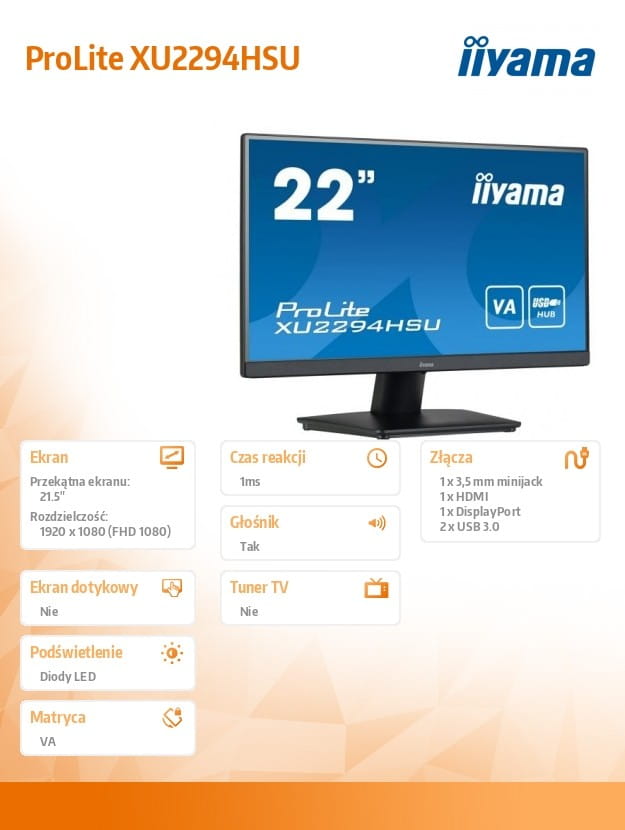 ProLite XU2294HSU
iiyama
22”
iiyama
ProLite
XU2294HSU
VA
USB
HUB
iiyama
Ekran
Przekątna ekranu:
21.5"
Rozdzielczość:
1920 x 1080 (FHD 1080)
Czas reakcji
1ms
Głośnik
Tak
Złącza
1 x 3,5 mm minijack
1 x HDMI
1 x DisplayPort
2 x USB 3.0
Ekran dotykowy
Nie
Tuner TV
Nie
Podświetlenie
Diody LED
Matryca
VA